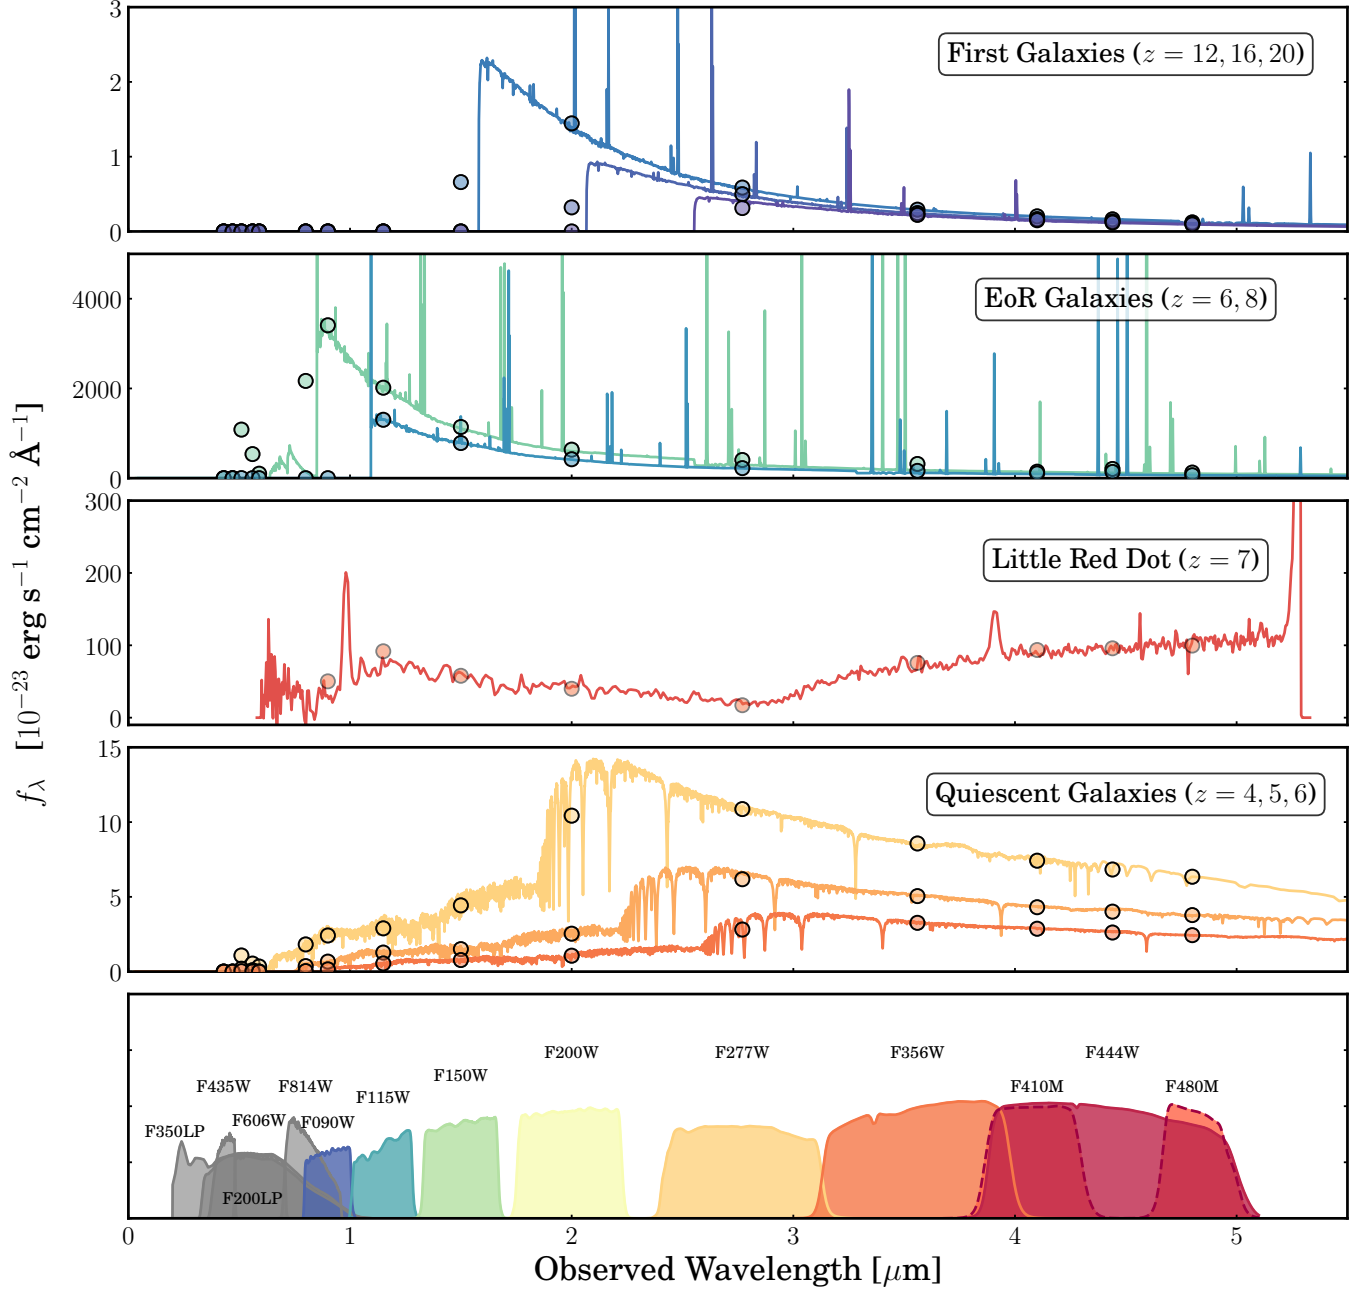 3
2
1
0
First Galaxies (z = 12, 16, 20)
4000
2000
0
EoR Galaxies (z = 6, 8)
300
200
100
0
Little Red Dot (z = 7)
15
10
5
0
Quiescent Galaxies (z = 4, 5, 6)
fλ [10−23 erg s−1 cm−2 Å−1]
F200W
F277W
F356W
F444W
F150W
F435W
F814W
F115W
F410M
F480M
F350LP
F606W
F090W
F200LP
0 1 2 3 4 5
Observed Wavelength [μm]